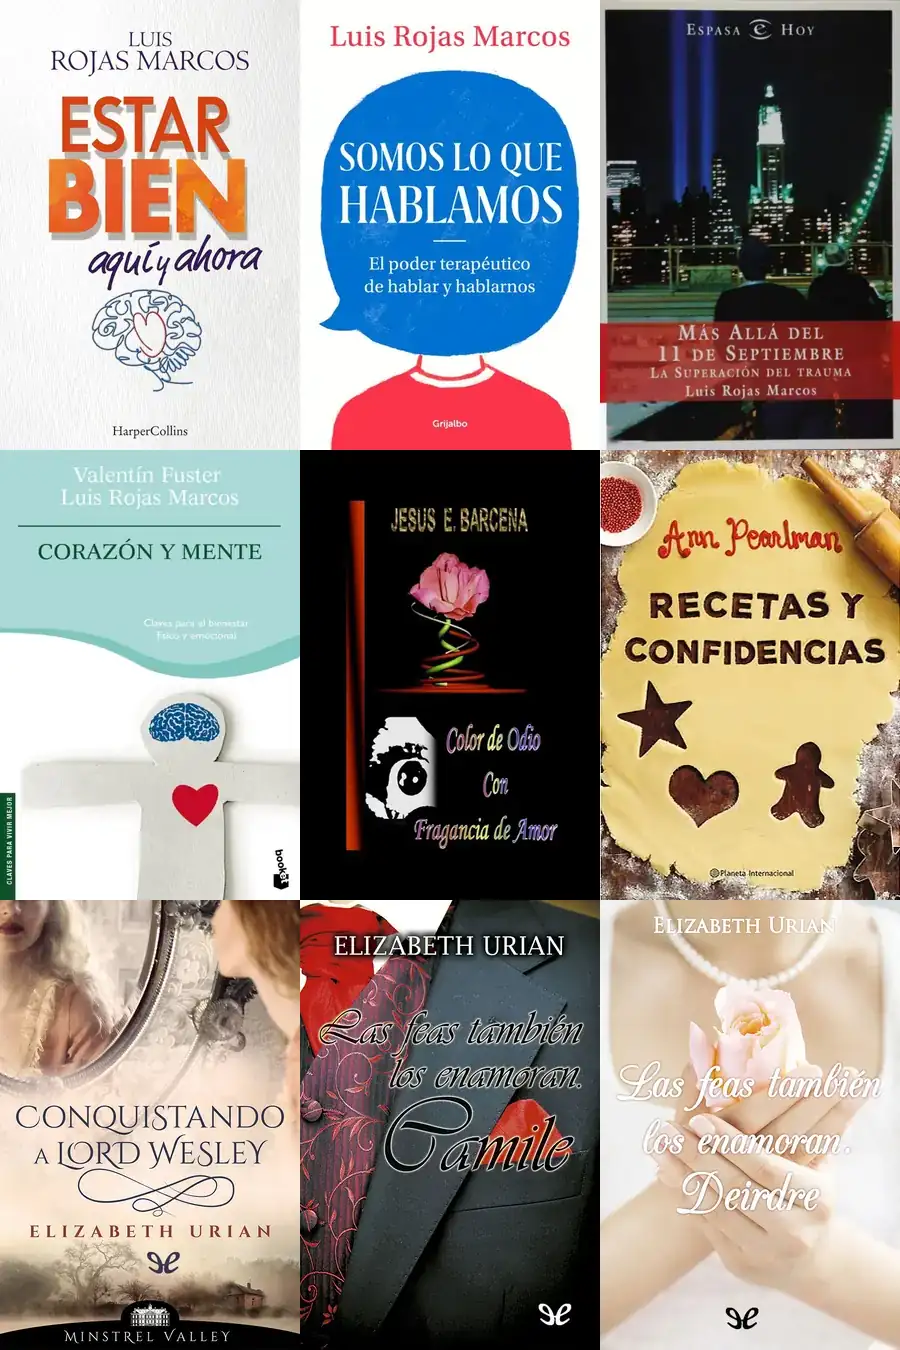 LUIS
ROJAS MARCOS
ESTAR
BIEN
aquí y ahora
HarperCollins
Luis Rojas Marcos
SOMOS LO QUE
HABLAMOS
El poder terapéutico
de hablar y hablarnos
Grijalbo
ESPASA e HOY
MÁS ALLÁ DEL
11 DE SEPTIEMBRE
LA SUPERACIÓN DEL TRAUMA
Luis Rojas Marcos
Valentín Fuster
Luis Rojas Marcos
CORAZÓN Y MENTE
Claves para el bienestar
físico y emocional
CLAVES PARA VIVIR MEJOR
booket
JESUS E. BARCENA
Color de Odio
Con
Fragancia de Amor
Ann Pearlman
RECETAS Y
CONFIDENCIAS
Planeta Internacional
CONQUISTANDO
A LORD WESLEY
ELIZABETH URIAN
MINSTREL VALLEY
ELIZABETH URIAN
Las feas también
los enamoran.
Camile
ELIZABETH URIAN
Las feas también
los enamoran.
Deirdre